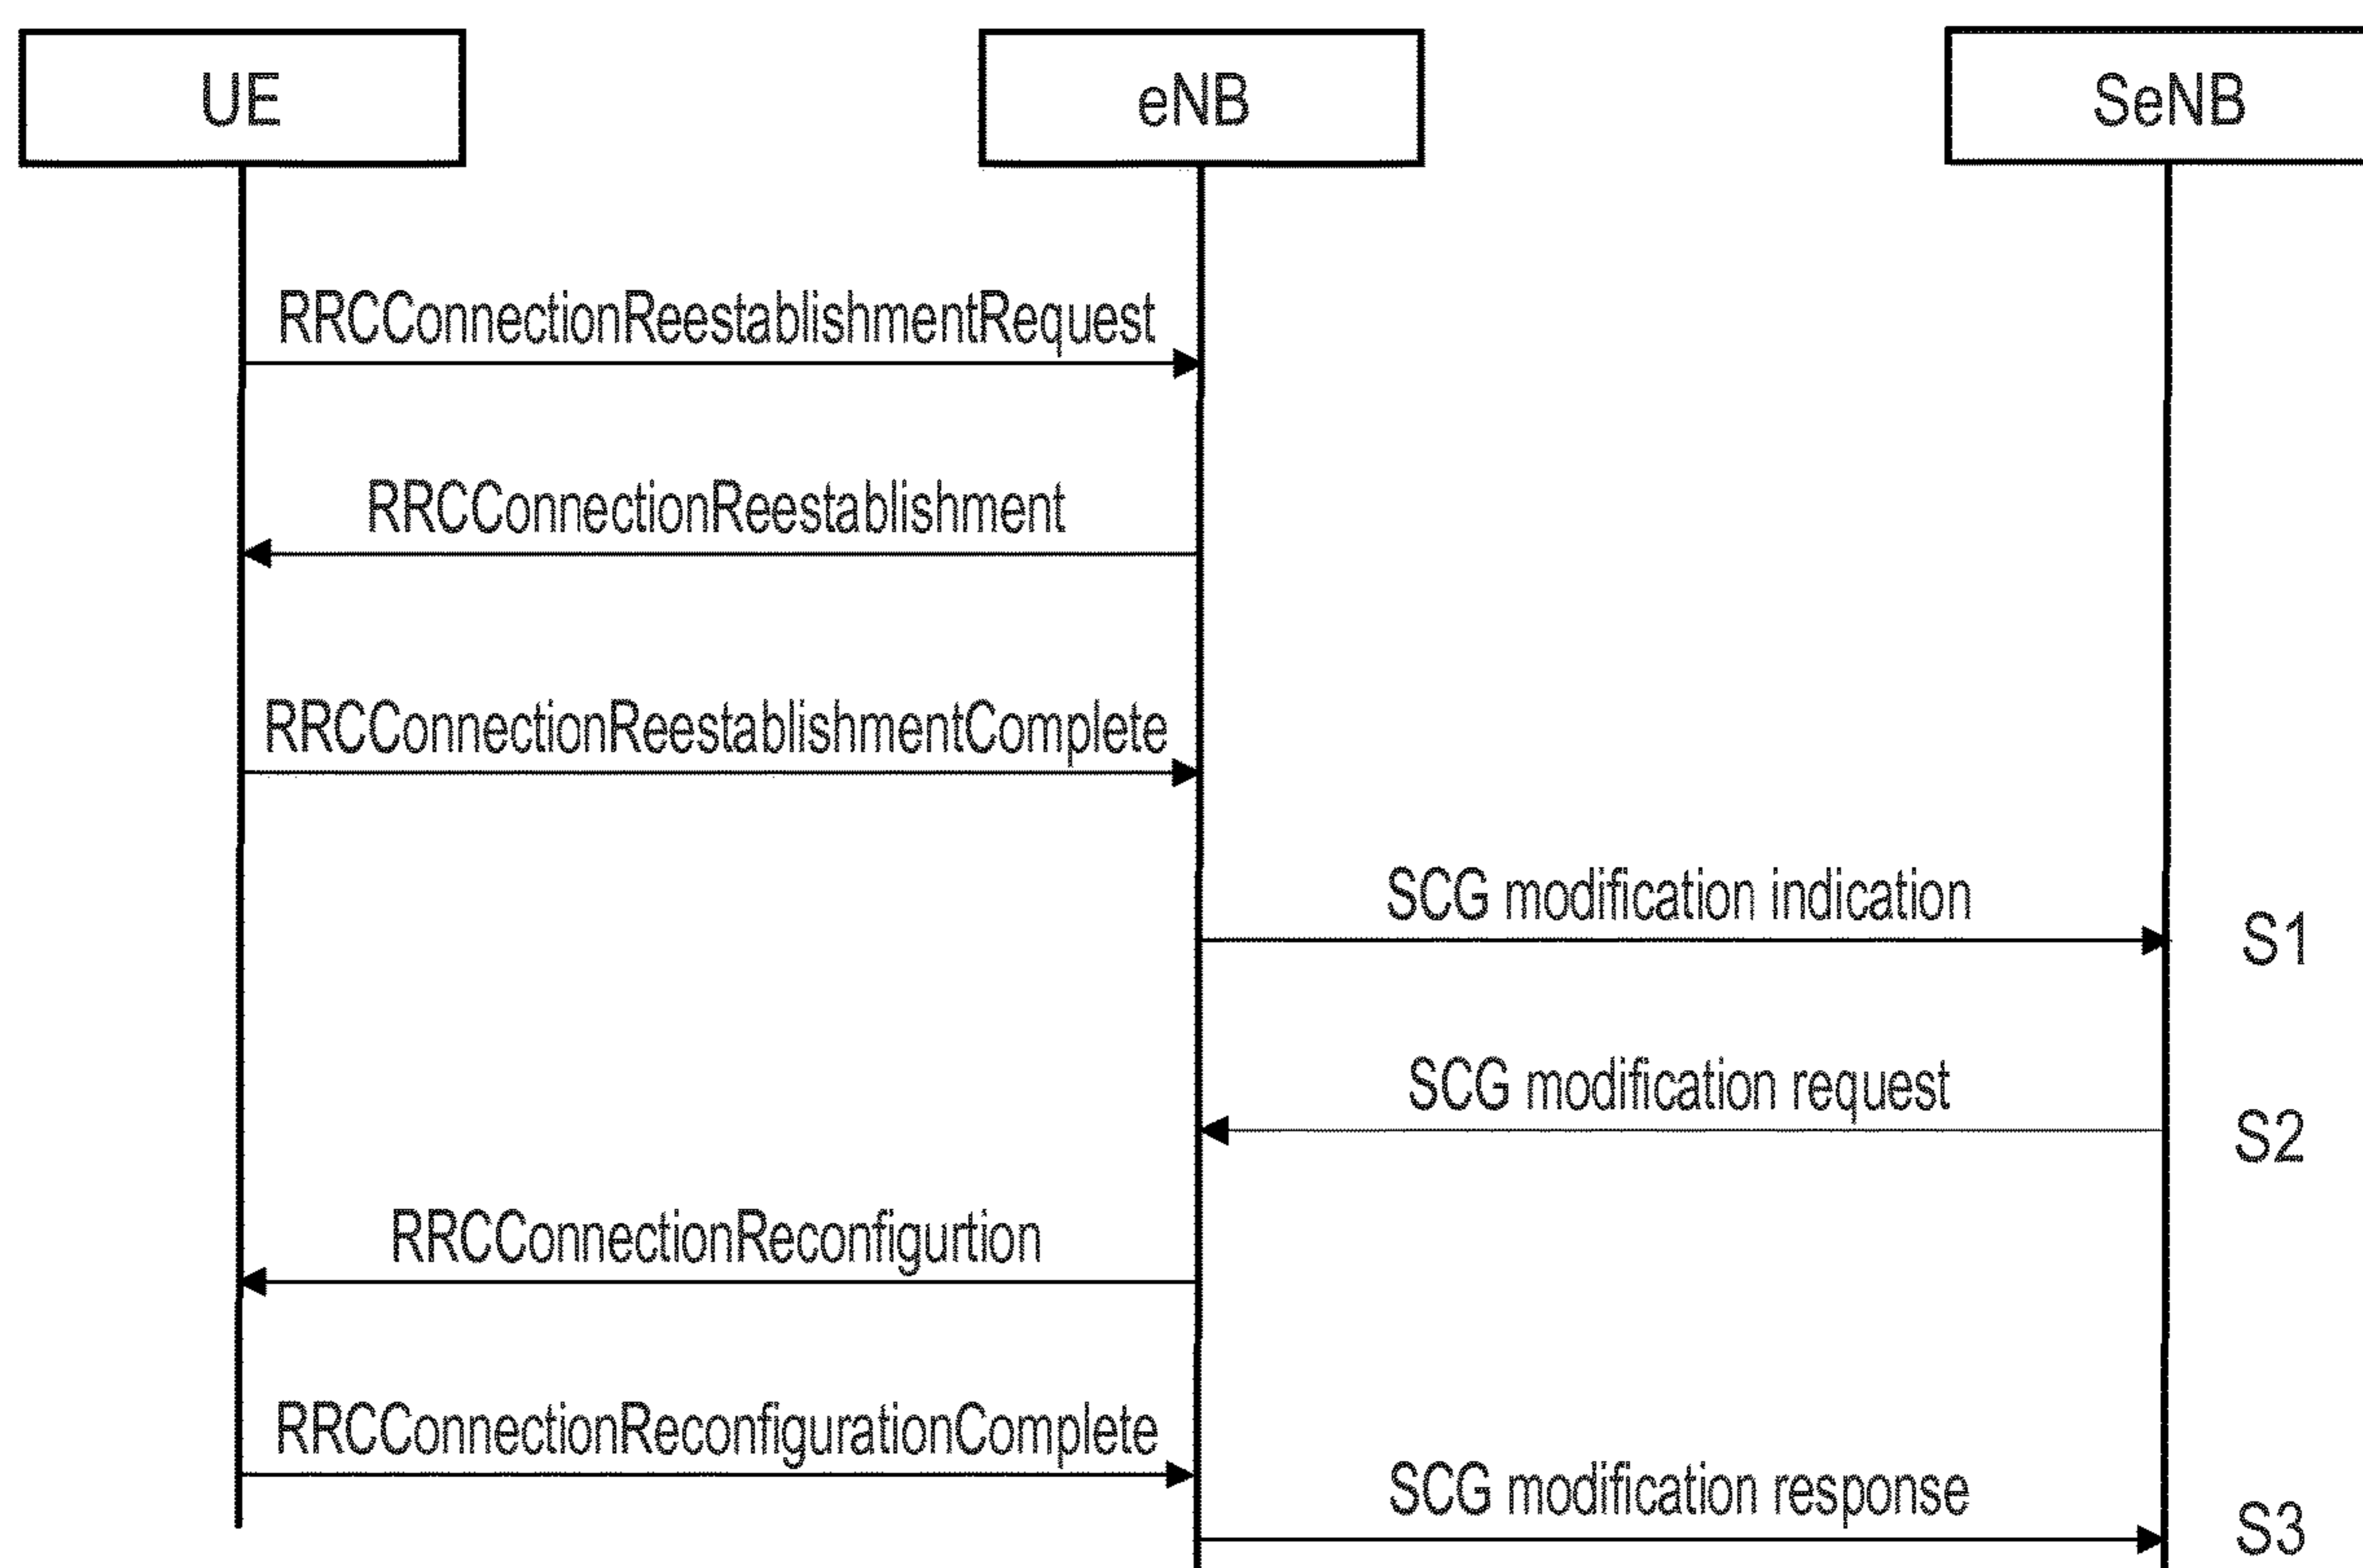 UE
eNB
SeNB
RRCConnectionReestablishmentRequest
RRCConnectionReestablishment
RRCConnectionReestablishmentComplete
SCG modification indication
S1
SCG modification request
S2
RRCConnectionReconfigurtion
RRCConnectionReconfigurationComplete
SCG modification response
S3